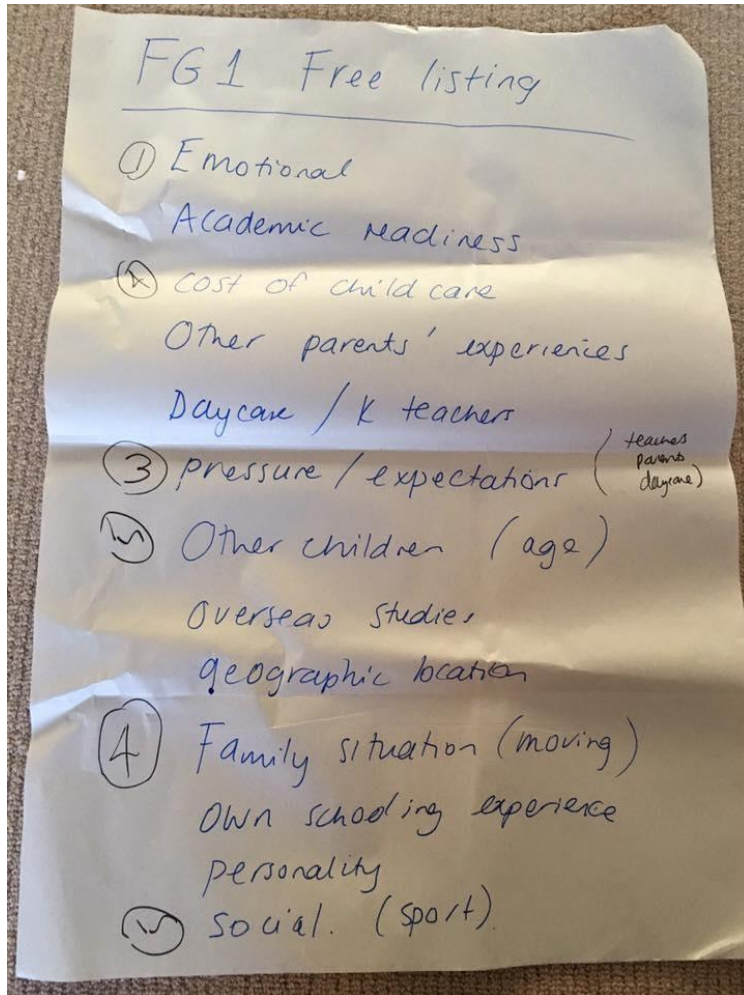 FG1 Free listing
① Emotional
Academic readiness
cost of child care
Other parents' experiences
Daycare / K teachers
③ pressure / expectations (teachers
parents
daycare)
Other children (age)
Overseas studies
geographic location
④ Family situation (moving)
own schooling experience
personality
social. (sport)